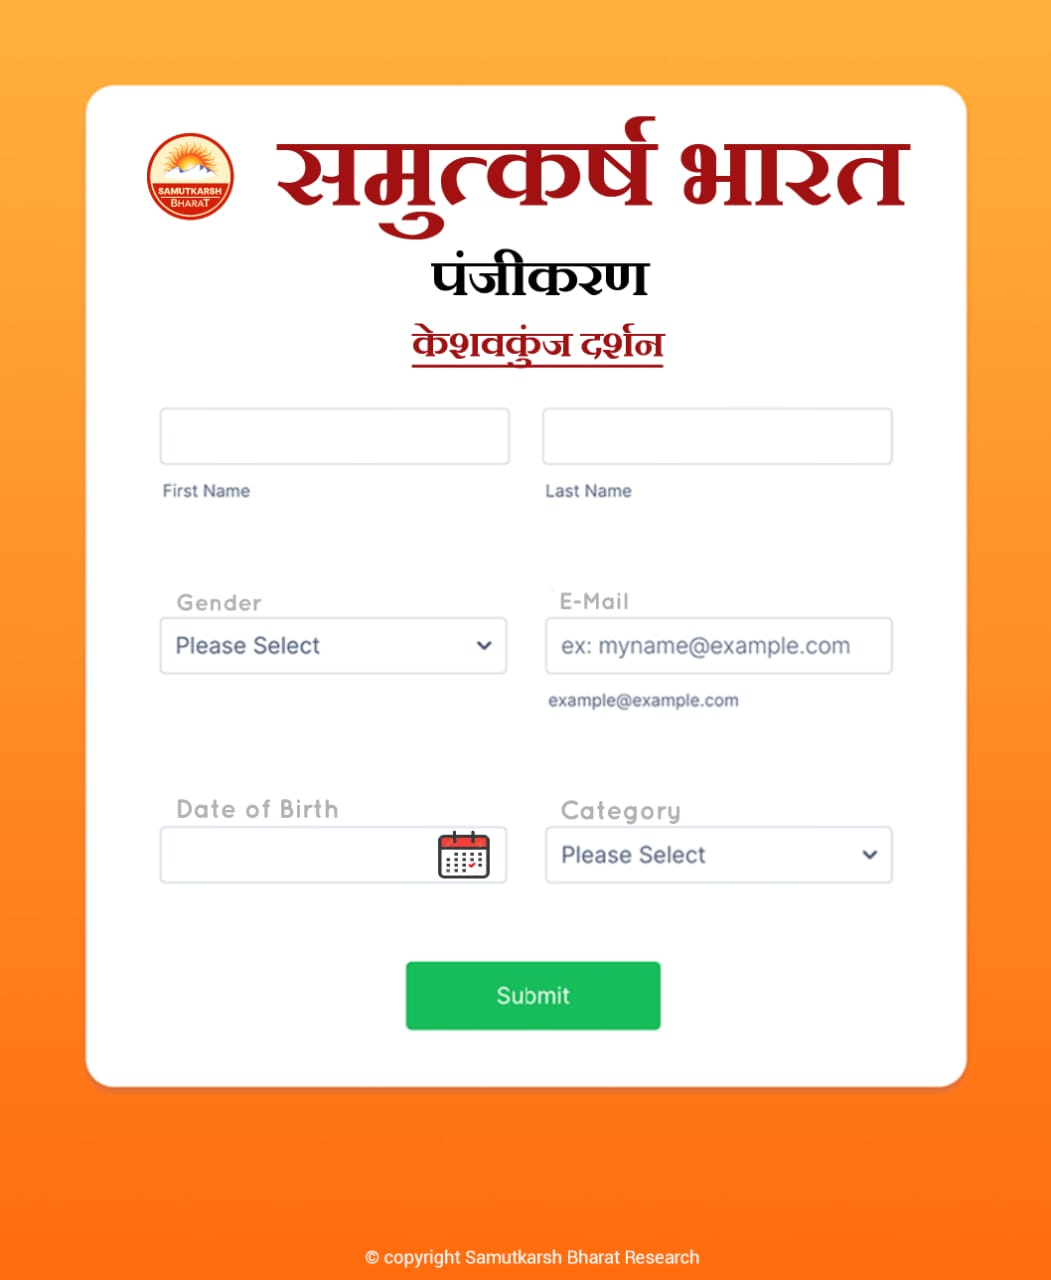 SAMUTKARSH
BHARAT
समुत्कर्ष भारत
पंजीकरण
केशवकुंज दर्शन
First Name Last Name
Gender E-Mail
Please Select ex: myname@example.com
example@example.com
Date of Birth Category
Please Select
Submit
© copyright Samutkarsh Bharat Research